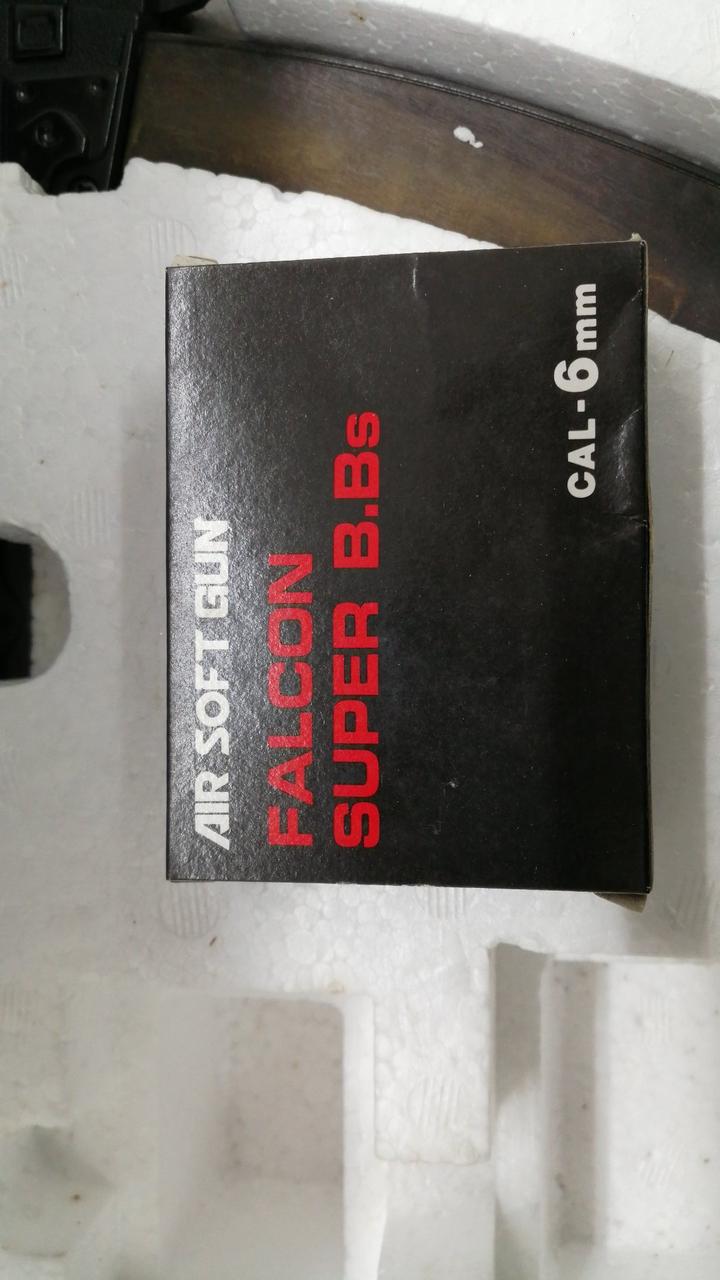 AIR SOFT GUN
FALCON
SUPER B.Bs
CAL-6mm